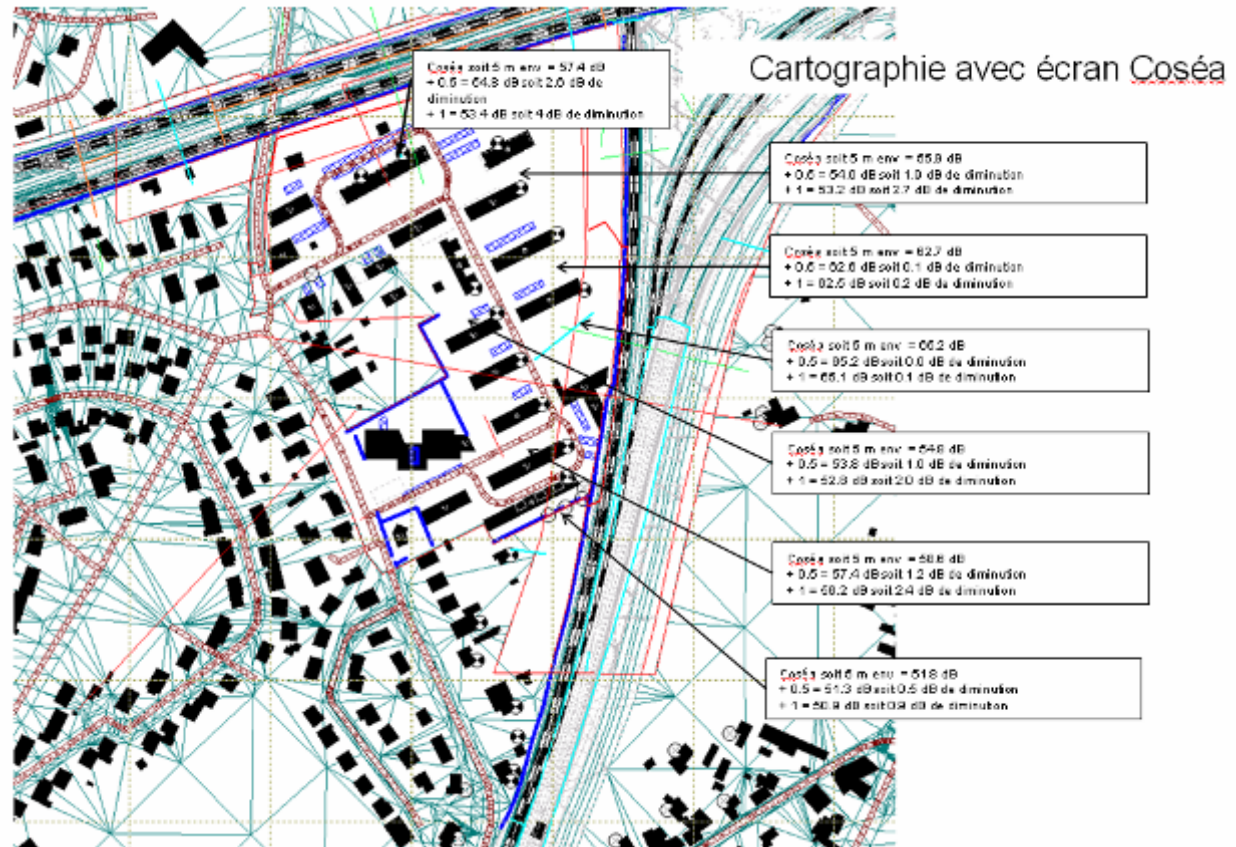 Cartographie avec écran Coséa
Coséa soit 5 m env = 57.4 dB
+ 0.5 = 54.8 dB soit 2.6 dB de
diminution
+ 1 = 53.4 dB soit 4 dB de diminution
Coséa soit 5 m env = 55.9 dB
+ 0.5 = 54.0 dB soit 1.9 dB de diminution
+ 1 = 53.2 dB soit 2.7 dB de diminution
Coséa soit 5 m env = 62.7 dB
+ 0.5 = 62.6 dB soit 0.1 dB de diminution
+ 1 = 62.5 dB soit 0.2 dB de diminution
Coséa soit 5 m env = 65.2 dB
+ 0.5 = 65.2 dB soit 0.0 dB de diminution
+ 1 = 65.1 dB soit 0.1 dB de diminution
Coséa soit 5 m env = 54.8 dB
+ 0.5 = 53.8 dB soit 1.0 dB de diminution
+ 1 = 52.8 dB soit 2.0 dB de diminution
Coséa soit 5 m env = 58.6 dB
+ 0.5 = 57.4 dB soit 1.2 dB de diminution
+ 1 = 56.2 dB soit 2.4 dB de diminution
Coséa soit 5 m env = 51.8 dB
+ 0.5 = 51.3 dB soit 0.5 dB de diminution
+ 1 = 50.9 dB soit 0.9 dB de diminution